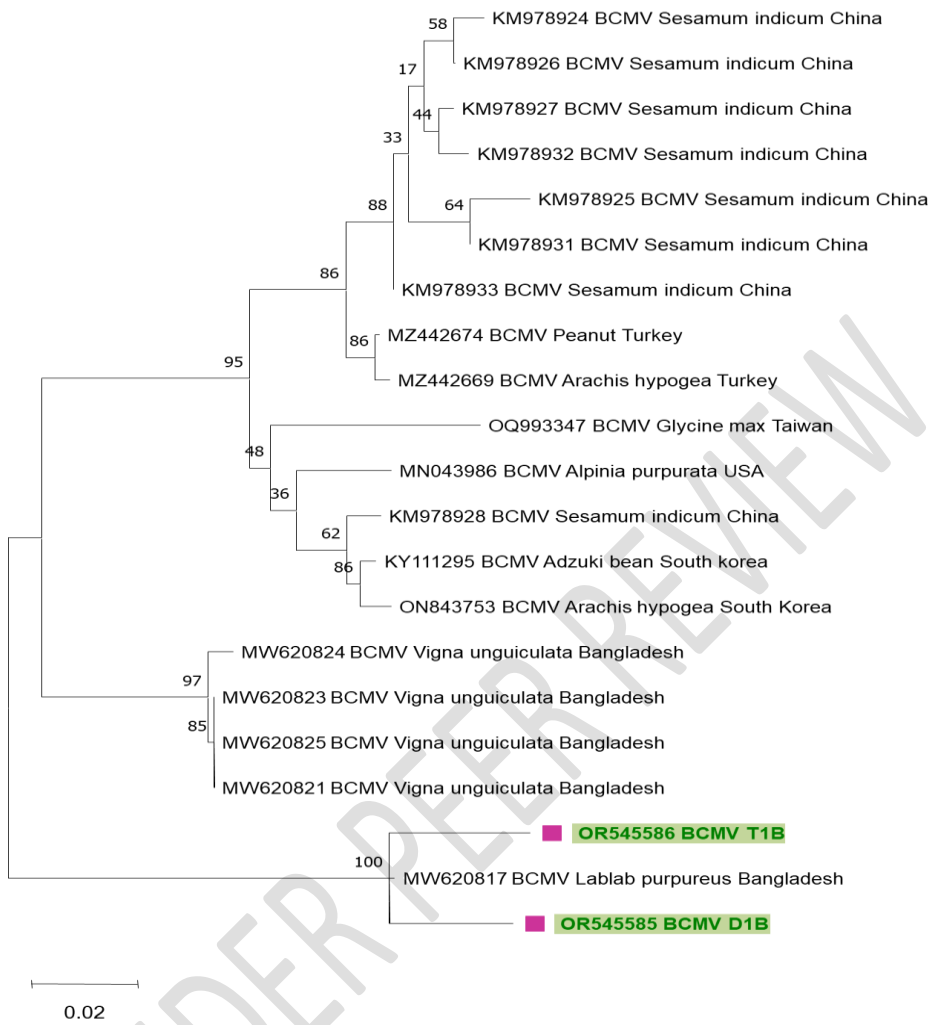 58
KM978924 BCMV Sesamum indicum China
KM978926 BCMV Sesamum indicum China
17
KM978927 BCMV Sesamum indicum China
44
KM978932 BCMV Sesamum indicum China
33
KM978925 BCMV Sesamum indicum China
64
KM978931 BCMV Sesamum indicum China
88
KM978933 BCMV Sesamum indicum China
86
MZ442674 BCMV Peanut Turkey
86
MZ442669 BCMV Arachis hypogea Turkey
95
OQ993347 BCMV Glycine max Taiwan
48
MN043986 BCMV Alpinia purpurata USA
36
KM978928 BCMV Sesamum indicum China
62
KY111295 BCMV Adzuki bean South korea
86
ON843753 BCMV Arachis hypogea South Korea
MW620824 BCMV Vigna unguiculata Bangladesh
97
MW620823 BCMV Vigna unguiculata Bangladesh
85
MW620825 BCMV Vigna unguiculata Bangladesh
MW620821 BCMV Vigna unguiculata Bangladesh
OR545586 BCMV T1B
100
MW620817 BCMV Lablab purpureus Bangladesh
OR545585 BCMV D1B
0.02
DER PEER REVIEW